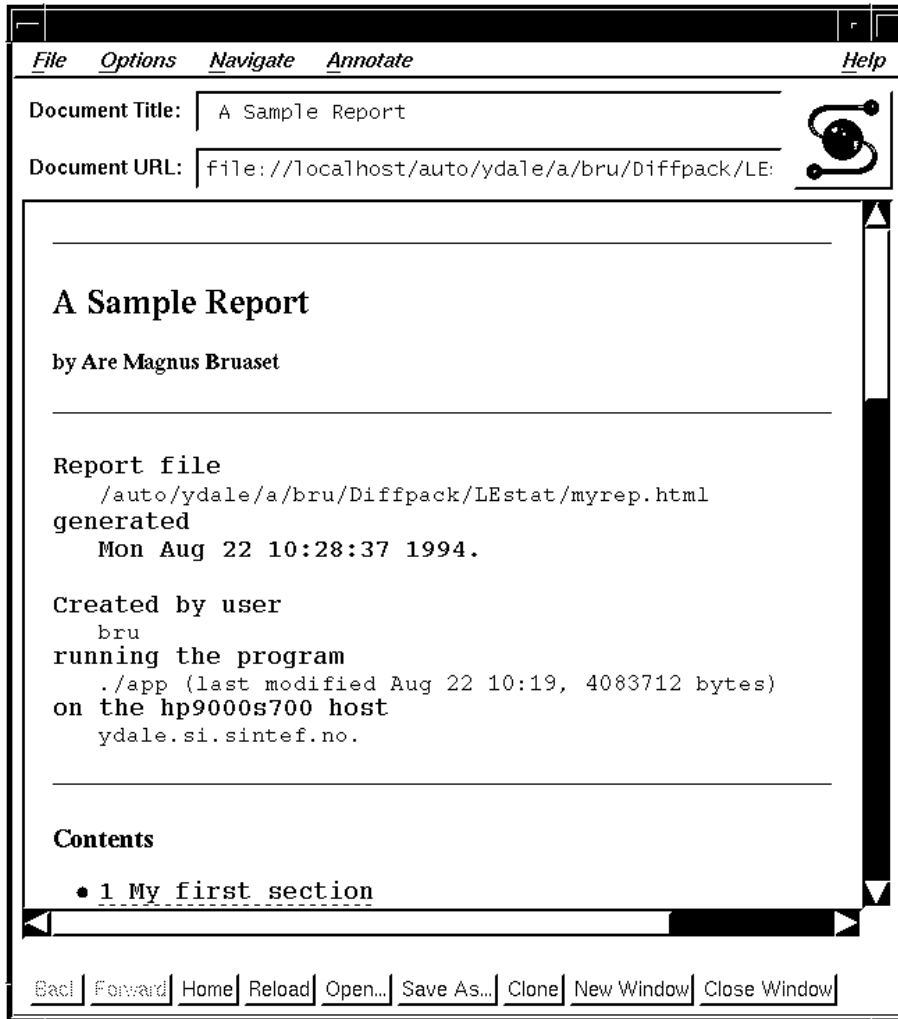 File Options Navigate Annotate Help
Document Title: A Sample Report
Document URL: file://localhost/auto/ydale/a/bru/Diffpack/LEs
A Sample Report
by Are Magnus Bruaset
Report file
/auto/ydale/a/bru/Diffpack/LEstat/myrep.html
generated
Mon Aug 22 10:28:37 1994.
Created by user
bru
running the program
./app (last modified Aug 22 10:19, 4083712 bytes)
on the hp9000s700 host
ydale.si.sintef.no.
Contents
• 1 My first section
Back Forward Home Reload Open... Save As... Clone New Window Close Window